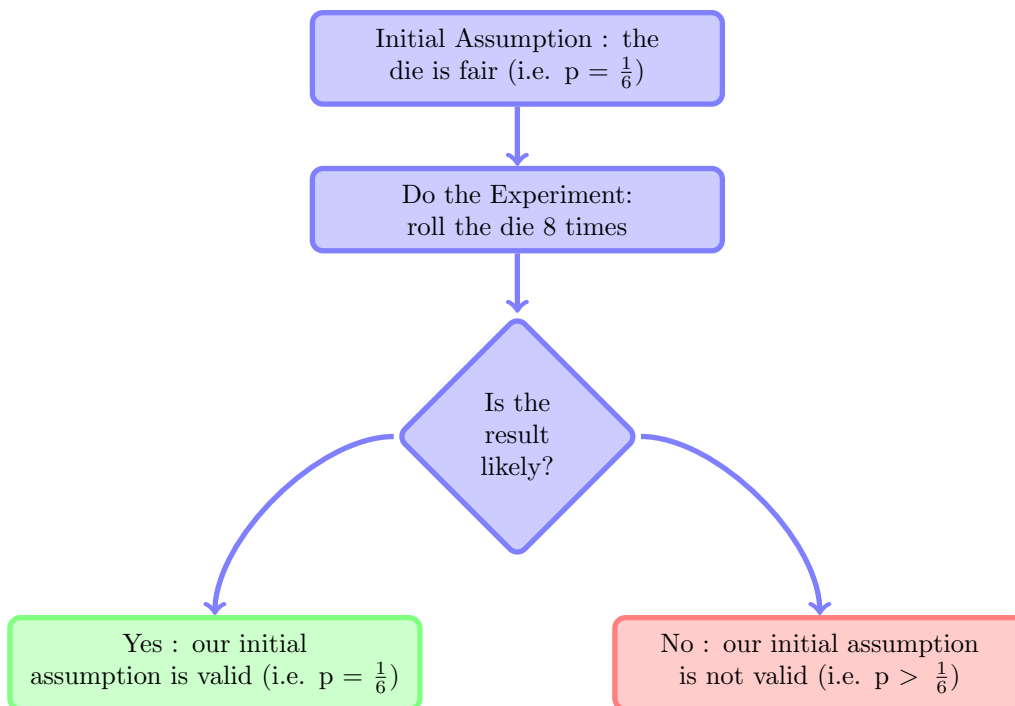 Initial Assumption : the
die is fair (i.e. p = 1/6)
Do the Experiment:
roll the die 8 times
Is the
result
likely?
Yes : our initial
assumption is valid (i.e. p = 1/6)
No : our initial assumption
is not valid (i.e. p > 1/6)